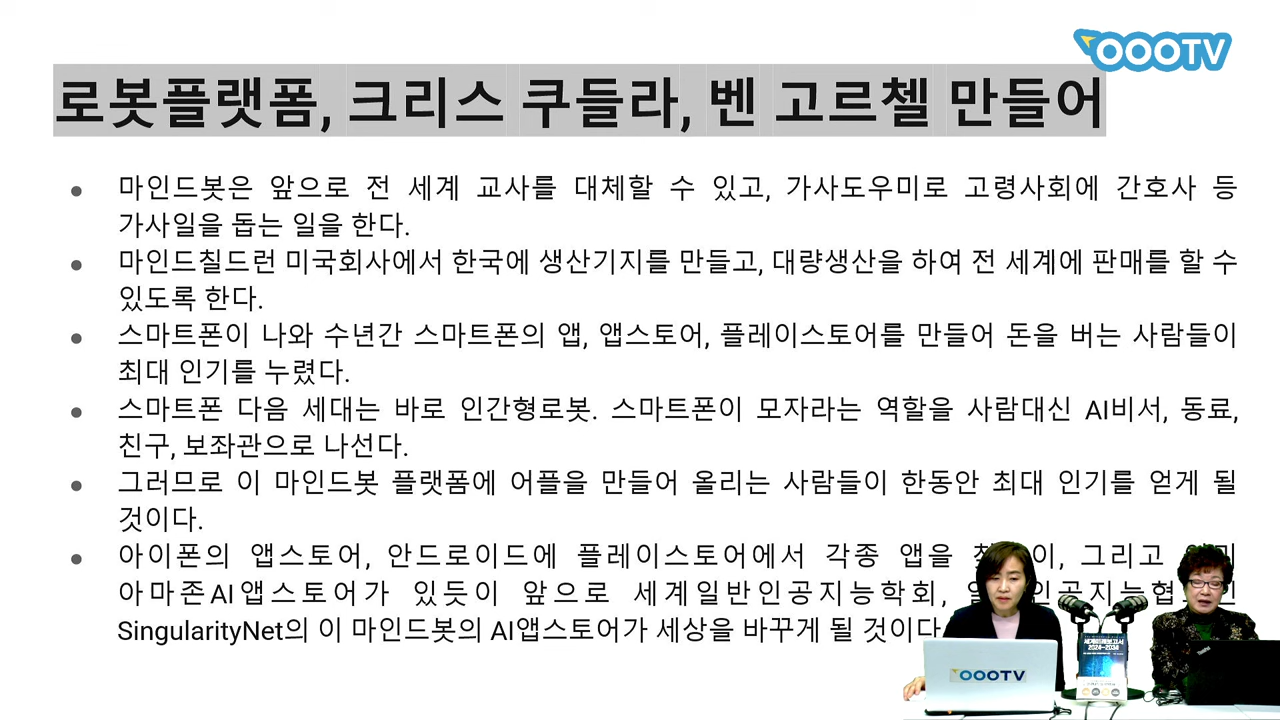 OOOTV
로봇플랫폼, 크리스 쿠들라, 벤 고르첼 만들어
마인드봇은 앞으로 전 세계 교사를 대체할 수 있고, 가사도우미로 고령사회에 간호사 등
가사일을 돕는 일을 한다.
마인드칠드런 미국회사에서 한국에 생산기지를 만들고, 대량생산을 하여 전 세계에 판매를 할 수
있도록 한다.
스마트폰이 나와 수년간 스마트폰의 앱, 앱스토어, 플레이스토어를 만들어 돈을 버는 사람들이
최대 인기를 누렸다.
스마트폰 다음 세대는 바로 인간형로봇. 스마트폰이 모자라는 역할을 사람대신 AI비서, 동료,
친구, 보좌관으로 나선다.
그러므로 이 마인드봇 플랫폼에 어플을 만들어 올리는 사람들이 한동안 최대 인기를 얻게 될
것이다.
아이폰의 앱스토어, 안드로이드에 플레이스토어에서 각종 앱을 그리고
아마존AI앱스토어가 있듯이 앞으로 세계일반인공지능학회,
SingularityNet의 이 마인드봇의 AI앱스토어가 세상을 바꾸게 될 것이다
2024-2034
OOOTV